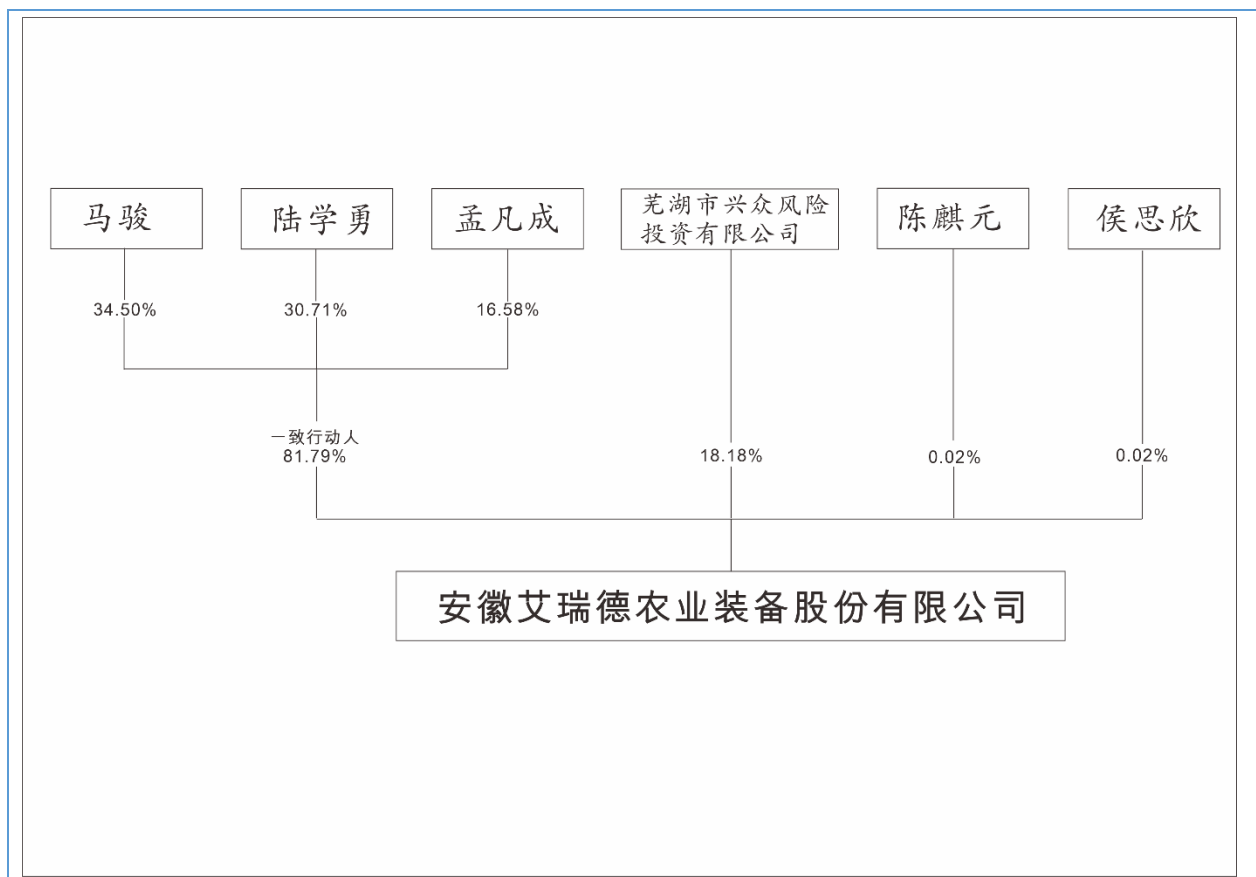 马骏
陆学勇
孟凡成
芜湖市兴众风险
投资有限公司
陈麒元
侯思欣
34.50%
30.71%
16.58%
一致行动人
81.79%
18.18%
0.02%
0.02%
安徽艾瑞德农业装备股份有限公司